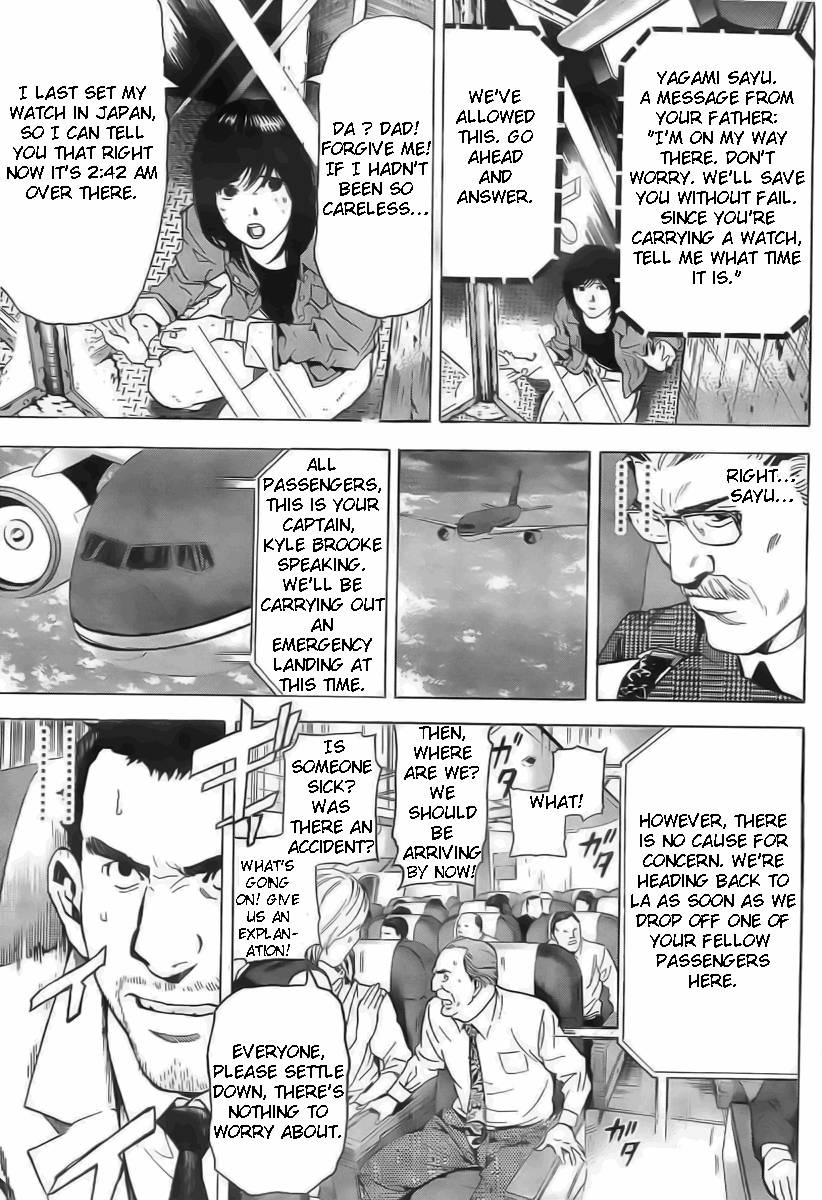 YAGAMI SAYU.
A MESSAGE FROM
YOUR FATHER:
"I'M ON MY WAY
THERE. DON'T
WORRY. WE'LL SAVE
YOU WITHOUT FAIL.
SINCE YOU'RE
CARRYING A WATCH,
TELL ME WHAT TIME
IT IS."
WE'VE
ALLOWED
THIS. GO
AHEAD
AND
ANSWER.
DA ? DAD!
FORGIVE ME!
IF I HADN'T
BEEN SO
CARELESS...
I LAST SET MY
WATCH IN JAPAN,
SO I CAN TELL
YOU THAT RIGHT
NOW IT'S 2:42 AM
OVER THERE.
RIGHT...
SAYU...
ALL
PASSENGERS,
THIS IS YOUR
CAPTAIN,
KYLE BROOKE
SPEAKING.
WE'LL BE
CARRYING OUT
AN
EMERGENCY
LANDING AT
THIS TIME.
HOWEVER, THERE
IS NO CAUSE FOR
CONCERN. WE'RE
HEADING BACK TO
LA AS SOON AS WE
DROP OFF ONE OF
YOUR FELLOW
PASSENGERS
HERE.
WHAT!
ガタ
ガタ
ガタ
THEN,
WHERE
ARE WE?
WE
SHOULD
BE
ARRIVING
BY NOW!
IS
SOMEONE
SICK?
WAS
THERE AN
ACCIDENT?
WHAT'S
GOING
ON! GIVE
US AN
EXPLAN-
ATION!
EVERYONE,
PLEASE SETTLE
DOWN, THERE'S
NOTHING TO
WORRY ABOUT.